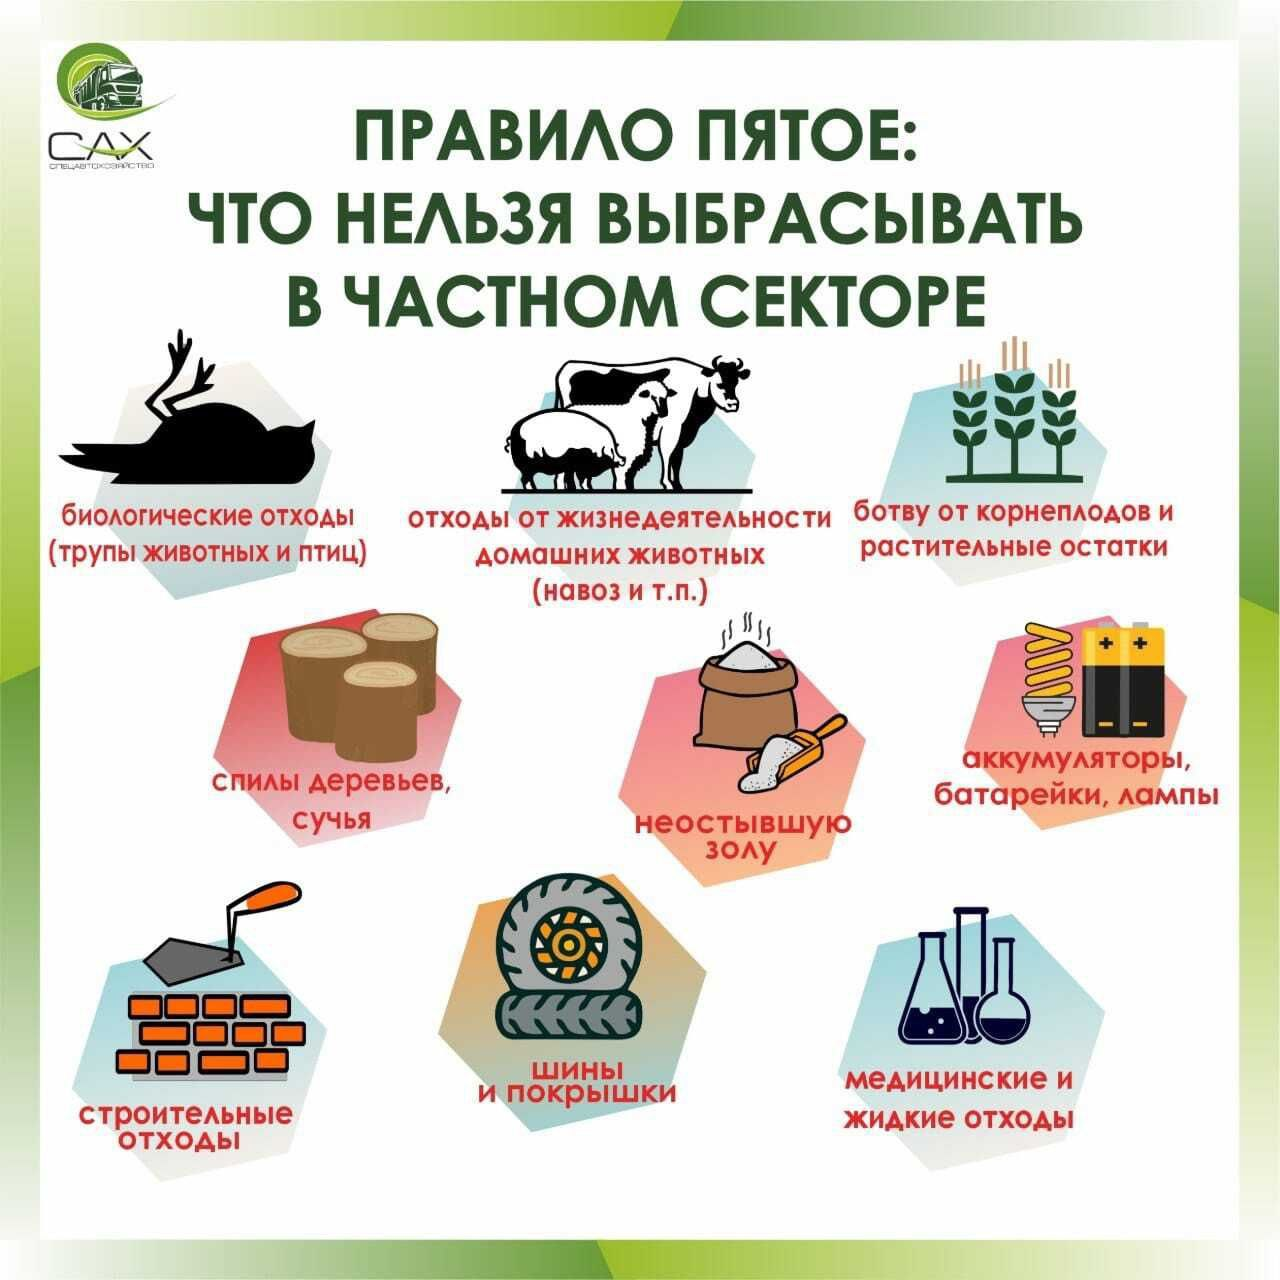 САХ
СПЕЦАВТОХОЗЯЙСТВО
ПРАВИЛО ПЯТОЕ:
ЧТО НЕЛЬЗЯ ВЫБРАСЫВАТЬ
В ЧАСТНОМ СЕКТОРЕ
биологические отходы
(трупы животных и птиц)
отходы от жизнедеятельности
домашних животных
(навоз и т.п.)
ботву от корнеплодов и
растительные остатки
спилы деревьев,
сучья
неостывшую
золу
аккумуляторы,
батарейки, лампы
строительные
отходы
шины
и покрышки
медицинские и
жидкие отходы